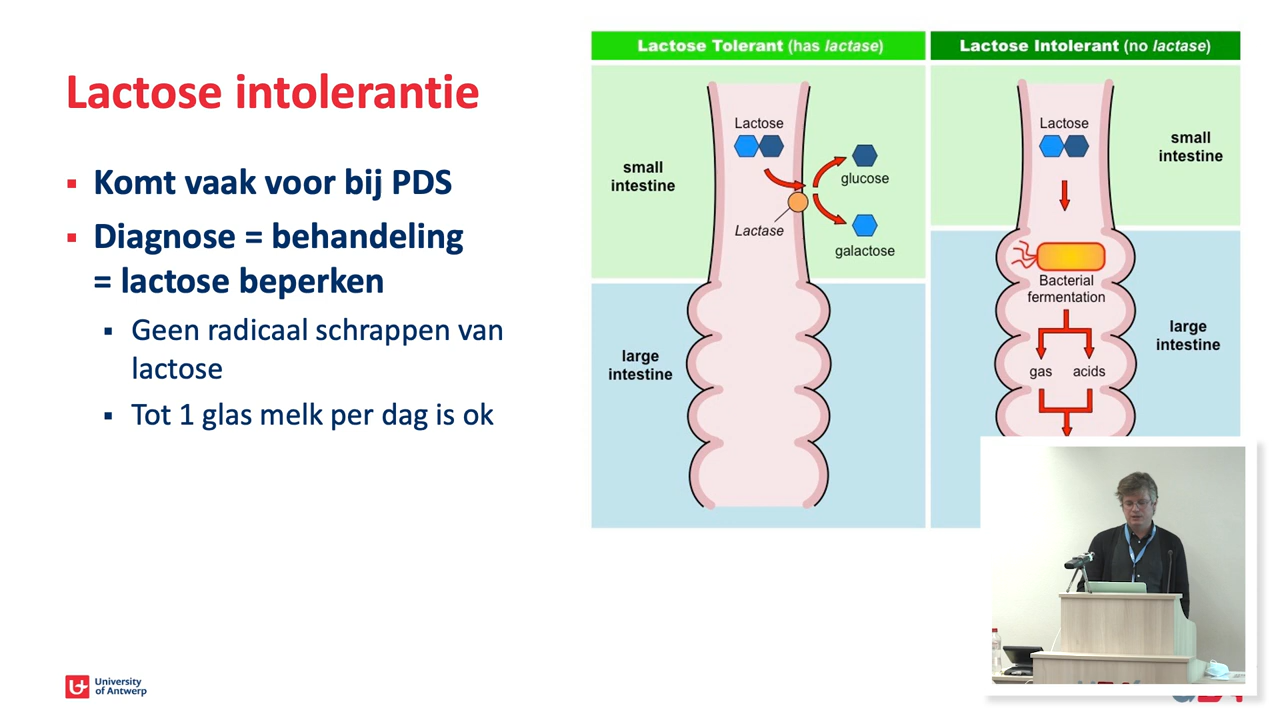 Lactose intolerantie
Komt vaak voor bij PDS
Diagnose = behandeling
= lactose beperken
Geen radicaal schrappen van
lactose
Tot 1 glas melk per dag is ok
Lactose Tolerant (has lactase)
small
intestine
Lactose
glucose
Lactase
galactose
large
intestine
Lactose Intolerant (no lactase)
Lactose
small
intestine
Bacterial
fermentation
large
intestine
gas
acids
University
of Antwerp